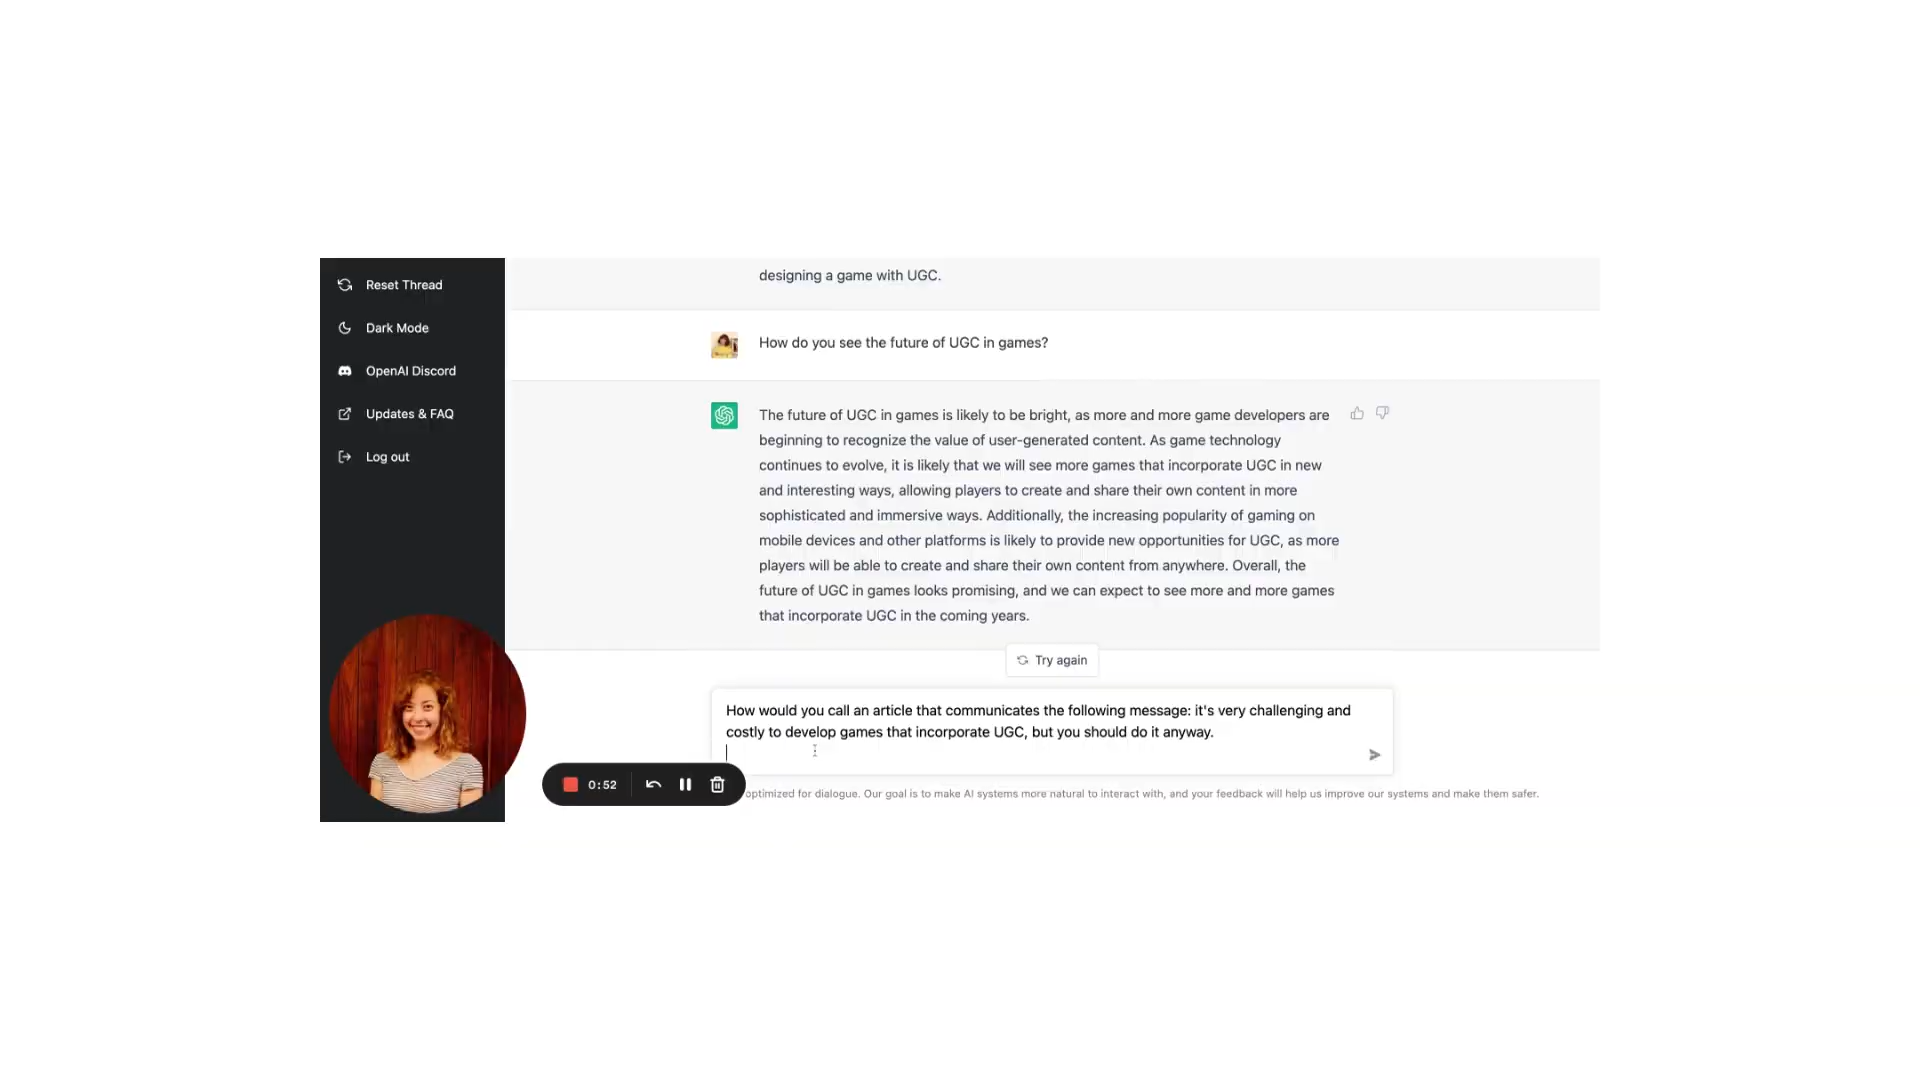 Reset Thread
Dark Mode
OpenAI Discord
Updates & FAQ
Log out
designing a game with UGC.
How do you see the future of UGC in games?
The future of UGC in games is likely to be bright, as more and more game developers are
beginning to recognize the value of user-generated content. As game technology
continues to evolve, it is likely that we will see more games that incorporate UGC in new
and interesting ways, allowing players to create and share their own content in more
sophisticated and immersive ways. Additionally, the increasing popularity of gaming on
mobile devices and other platforms is likely to provide new opportunities for UGC, as more
players will be able to create and share their own content from anywhere. Overall, the
future of UGC in games looks promising, and we can expect to see more and more games
that incorporate UGC in the coming years.
Try again
How would you call an article that communicates the following message: it's very challenging and
costly to develop games that incorporate UGC, but you should do it anyway.
0:52
optimized for dialogue. Our goal is to make AI systems more natural to interact with, and your feedback will help us improve our systems and make them safer.